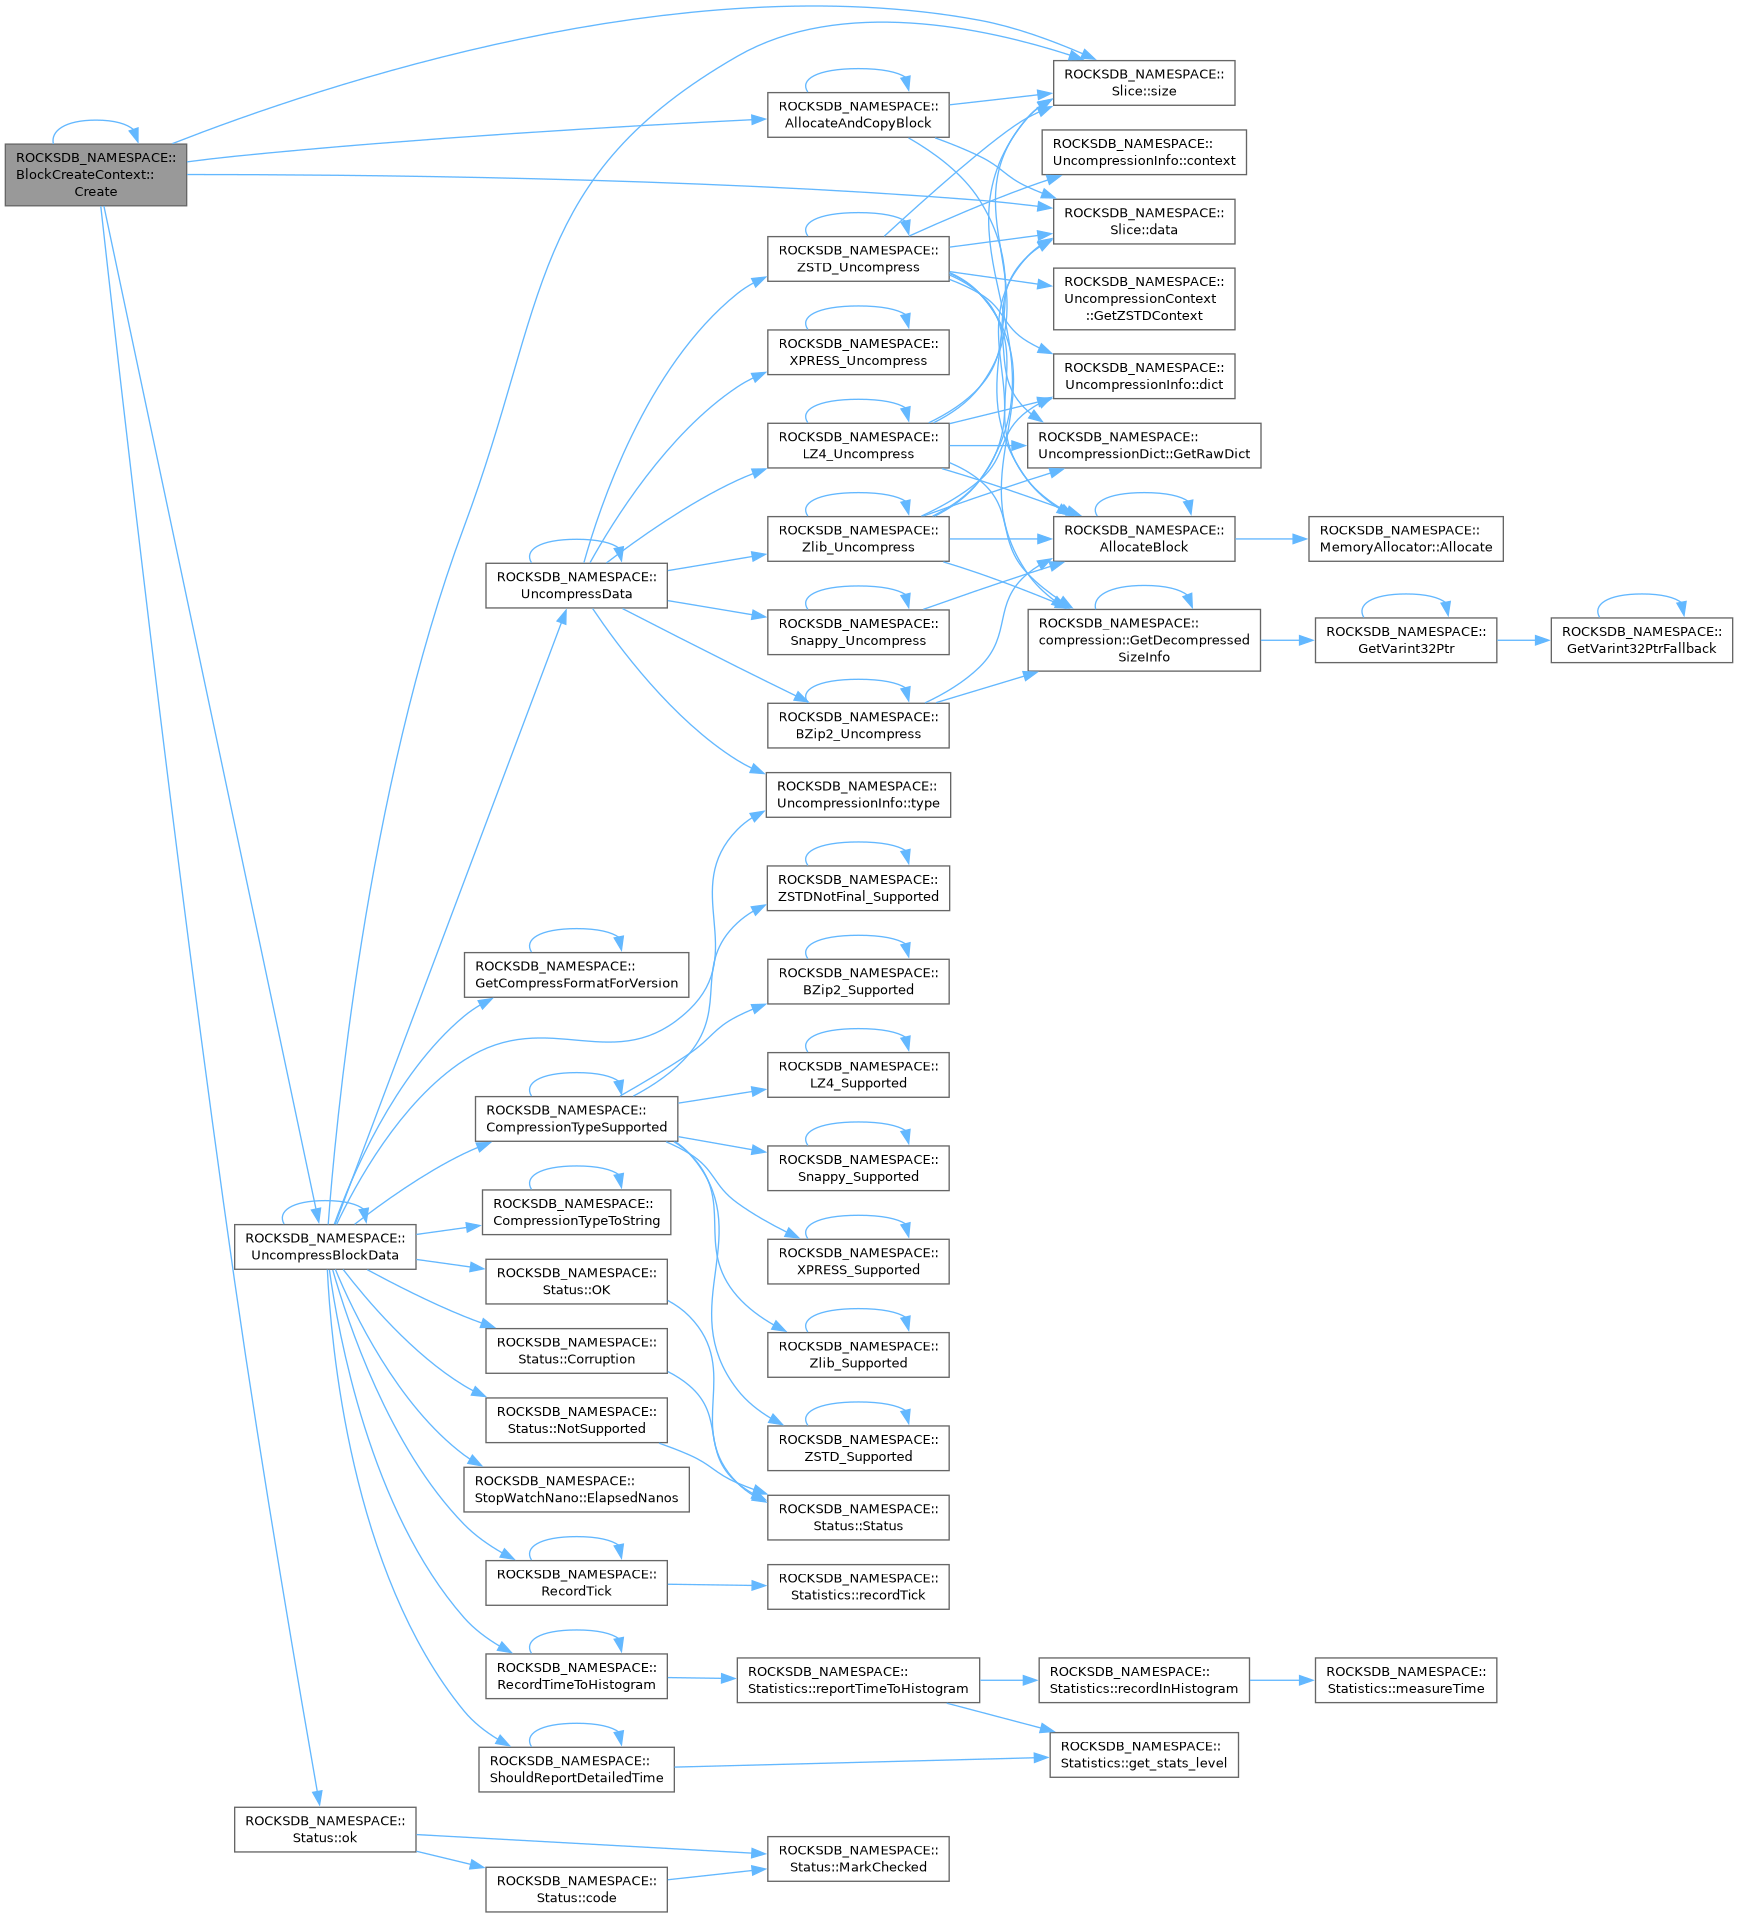 ROCKSDB_NAMESPACE::
BlockCreateContext::
Create
ROCKSDB_NAMESPACE::
UncompressBlockData
ROCKSDB_NAMESPACE::
Status::ok
ROCKSDB_NAMESPACE::
UncompressData
ROCKSDB_NAMESPACE::
GetCompressFormatForVersion
ROCKSDB_NAMESPACE::
CompressionTypeSupported
ROCKSDB_NAMESPACE::
CompressionTypeToString
ROCKSDB_NAMESPACE::
Status::OK
ROCKSDB_NAMESPACE::
Status::Corruption
ROCKSDB_NAMESPACE::
Status::NotSupported
ROCKSDB_NAMESPACE::
StopWatchNano::ElapsedNanos
ROCKSDB_NAMESPACE::
RecordTick
ROCKSDB_NAMESPACE::
RecordTimeToHistogram
ROCKSDB_NAMESPACE::
ShouldReportDetailedTime
ROCKSDB_NAMESPACE::
Status::code
ROCKSDB_NAMESPACE::
AllocateAndCopyBlock
ROCKSDB_NAMESPACE::
ZSTD_Uncompress
ROCKSDB_NAMESPACE::
XPRESS_Uncompress
ROCKSDB_NAMESPACE::
LZ4_Uncompress
ROCKSDB_NAMESPACE::
Zlib_Uncompress
ROCKSDB_NAMESPACE::
Snappy_Uncompress
ROCKSDB_NAMESPACE::
BZip2_Uncompress
ROCKSDB_NAMESPACE::
UncompressionInfo::type
ROCKSDB_NAMESPACE::
ZSTDNotFinal_Supported
ROCKSDB_NAMESPACE::
BZip2_Supported
ROCKSDB_NAMESPACE::
LZ4_Supported
ROCKSDB_NAMESPACE::
Snappy_Supported
ROCKSDB_NAMESPACE::
XPRESS_Supported
ROCKSDB_NAMESPACE::
Zlib_Supported
ROCKSDB_NAMESPACE::
ZSTD_Supported
ROCKSDB_NAMESPACE::
Status::Status
ROCKSDB_NAMESPACE::
Statistics::recordTick
ROCKSDB_NAMESPACE::
Statistics::reportTimeToHistogram
ROCKSDB_NAMESPACE::
Status::MarkChecked
ROCKSDB_NAMESPACE::
Slice::size
ROCKSDB_NAMESPACE::
UncompressionInfo::context
ROCKSDB_NAMESPACE::
Slice::data
ROCKSDB_NAMESPACE::
UncompressionContext
::GetZSTDContext
ROCKSDB_NAMESPACE::
UncompressionInfo::dict
ROCKSDB_NAMESPACE::
UncompressionDict::GetRawDict
ROCKSDB_NAMESPACE::
AllocateBlock
ROCKSDB_NAMESPACE::
compression::GetDecompressed
SizeInfo
ROCKSDB_NAMESPACE::
Statistics::recordInHistogram
ROCKSDB_NAMESPACE::
Statistics::get_stats_level
ROCKSDB_NAMESPACE::
MemoryAllocator::Allocate
ROCKSDB_NAMESPACE::
GetVarint32Ptr
ROCKSDB_NAMESPACE::
Statistics::measureTime
ROCKSDB_NAMESPACE::
GetVarint32PtrFallback